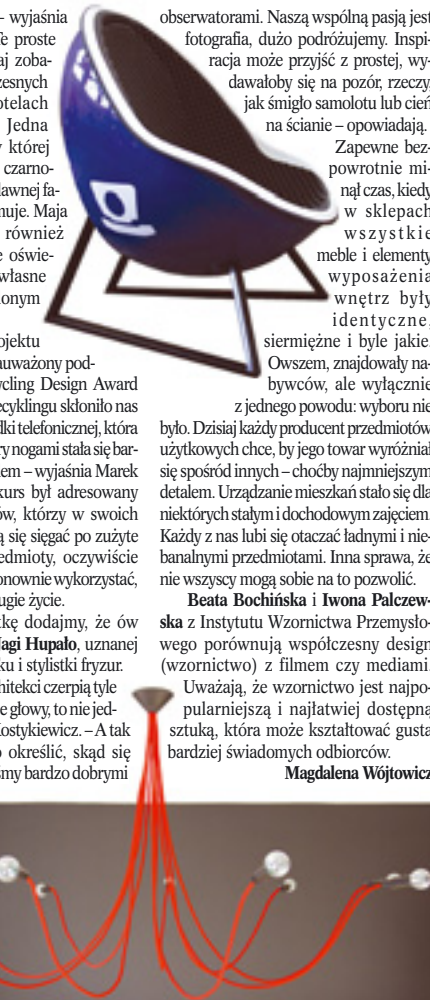 – wyjaśnia
Te proste
aj zoba-
zesnych
otelach
Jedna
w której
czarno-
dawnej fa-
nuje. Maja
również
e oświe-
własne
onym
ojektu
auważony pod-
ycling Design Award
ecyklingu skłoniło nas
dki telefonicznej, która
ry nogami stała się bar-
em – wyjaśnia Marek
kurs był adresowany
ów, którzy w swoich
ą się sięgać po zużyte
edmioty, oczywiście
onownie wykorzystać,
ugie życie.
kę dodajmy, że ów
Jagi Hupało, uznanej
ku i stylistki fryzur.
hitekci czerpią tyle
e głowy, to nie jed-
Kostykiewicz. – A tak
o określić, skąd się
śmy bardzo dobrymi
obserwatorami. Naszą wspólną pasją jest
fotografia, dużo podróżujemy. Inspi-
racja może przyjść z prostej, wy-
dawałoby się na pozór, rzeczy,
jak śmigło samolotu lub cień
na ścianie – opowiadają.
Zapewne bez-
powrotnie mi-
nął czas, kiedy
w sklepach
wszystkie
meble i elementy
wyposażenia
wnętrz były
identyczne,
siermiężne i byle jakie.
Owszem, znajdowały na-
bywców, ale wyłącznie
z jednego powodu: wyboru nie
było. Dzisiaj każdy producent przedmiotów
użytkowych chce, by jego towar wyróżniał
się spośród innych – choćby najmniejszym
detalem. Urządzanie mieszkań stało się dla
niektórych stałym i dochodowym zajęciem.
Każdy z nas lubi się otaczać ładnymi i nie-
banalnymi przedmiotami. Inna sprawa, że
nie wszyscy mogą sobie na to pozwolić.
Beata Bochińska i Iwona Palczew-
ska z Instytutu Wzornictwa Przemysło-
wego porównują współczesny design
(wzornictwo) z filmem czy mediami.
Uważają, że wzornictwo jest najpo-
pularniejszą i najłatwiej dostępną
sztuką, która może kształtować gusta
bardziej świadomych odbiorców.
Magdalena Wójtowicz